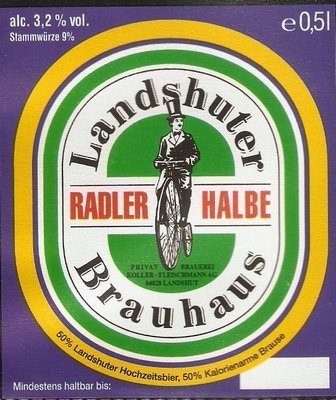 alc. 3,2 % vol.
Stammwürze 9%
e 0,5l
Landshuter
RADLER HALBE
PRIVAT BRAUEREI
KOLLER - FLEISCHMANN AG
84028 LANDSHUT
Brauhaus
50% Landshuter Hochzeitsbier, 50% Kalorienarme Brause
Mindestens haltbar bis: